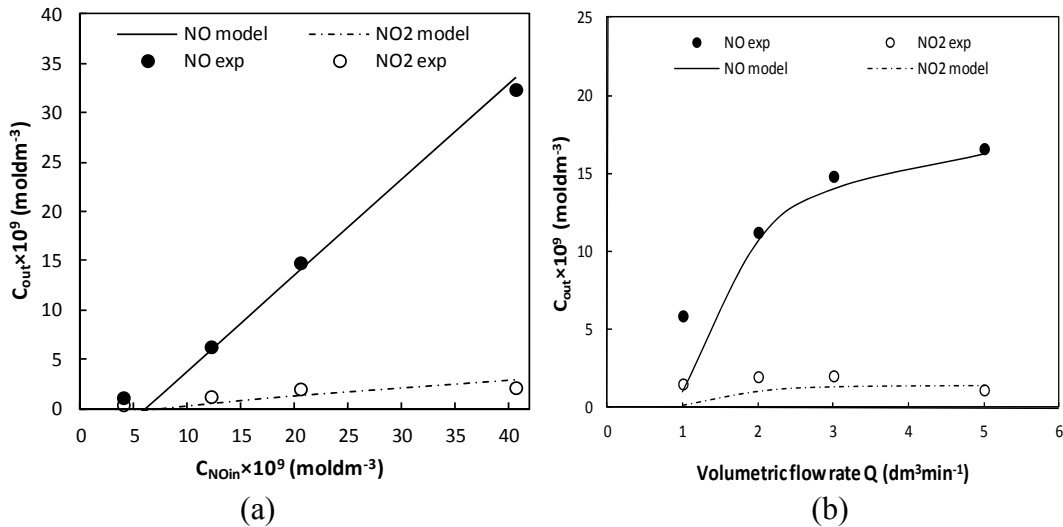 NO model
NO2 model
NO exp
NO2 exp
40
35
30
25
20
15
10
5
0
0 5 10 15 20 25 30 35 40
C_out×10⁹ (moldm⁻³)
C_NOin×10⁹ (moldm⁻³)
(a)
NO exp
NO2 exp
NO model
NO2 model
25
20
15
10
5
0
0 1 2 3 4 5 6
C_out×10⁹ (moldm⁻³)
Volumetric flow rate Q (dm³min⁻¹)
(b)